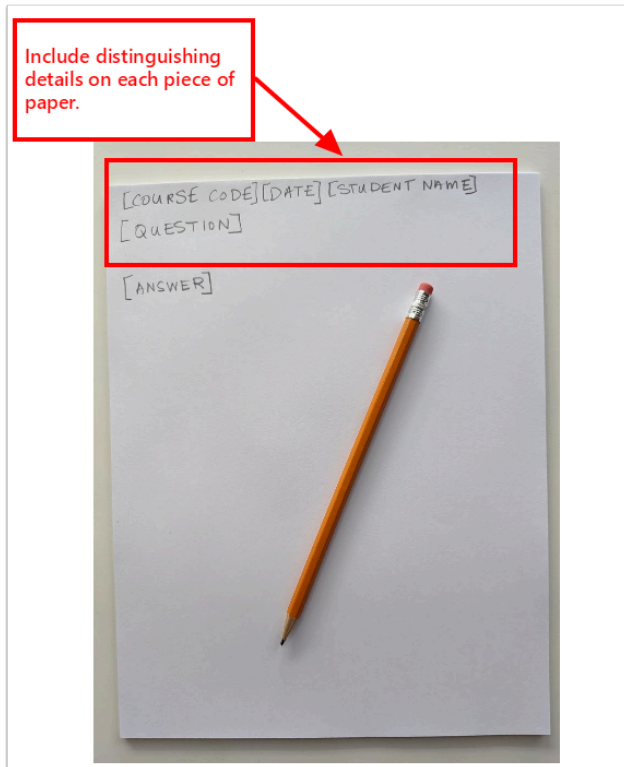 Include distinguishing
details on each piece of
paper.
[COURSE CODE][DATE][STUDENT NAME]
[QUESTION]
[ANSWER]